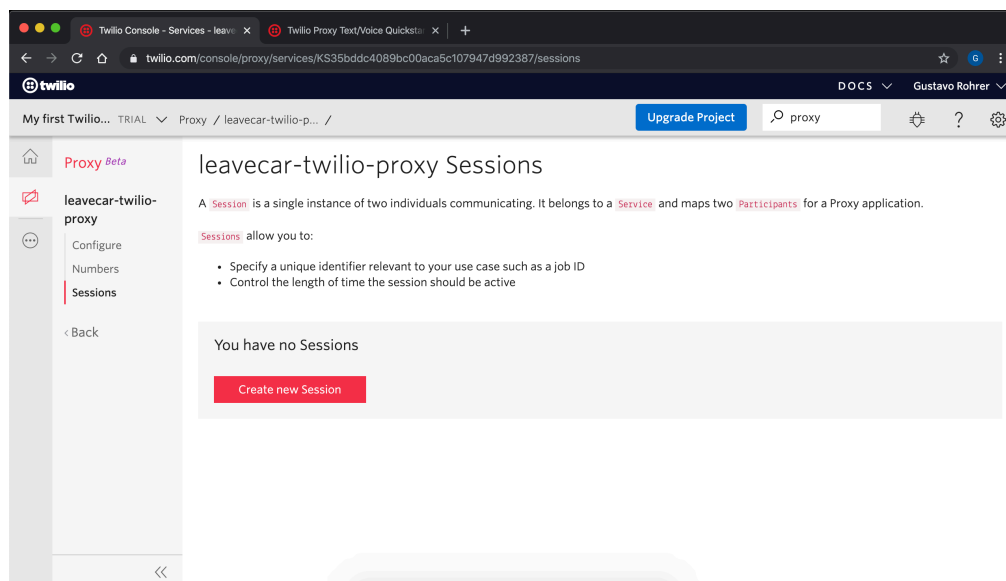 Twilio Console - Services - leave
Twilio Proxy Text/Voice Quickstar
twilio.com/console/proxy/services/KS35bddc4089bc00aca5c107947d992387/sessions
G
twilio
DOCS
Gustavo Rohrer
My first Twilio... TRIAL
Proxy / leavecar-twilio-p... /
Upgrade Project
proxy
?
Proxy Beta
leavecar-twilio-
proxy
Configure
Numbers
Sessions
< Back
leavecar-twilio-proxy Sessions
A Session is a single instance of two individuals communicating. It belongs to a Service and maps two Participants for a Proxy application.
Sessions allow you to:
• Specify a unique identifier relevant to your use case such as a job ID
• Control the length of time the session should be active
You have no Sessions
Create new Session